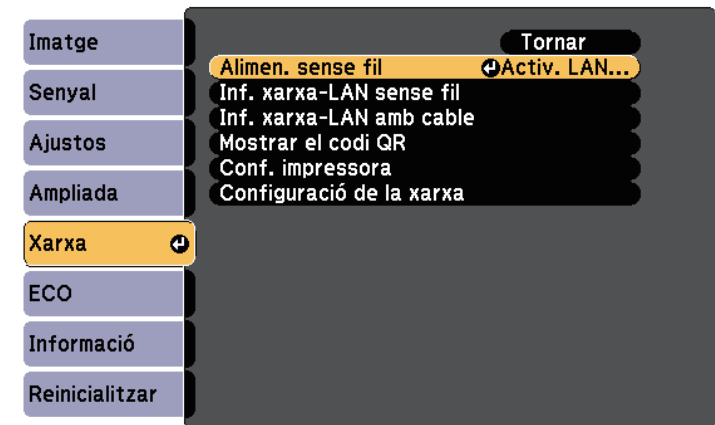 Imatge
Senyal
Ajustos
Ampliada
Xarxa
ECO
Informació
Reinicialitzar
Tornar
Alimen. sense fil Activ. LAN...
Inf. xarxa-LAN sense fil
Inf. xarxa-LAN amb cable
Mostrar el codi QR
Conf. impressora
Configuració de la xarxa